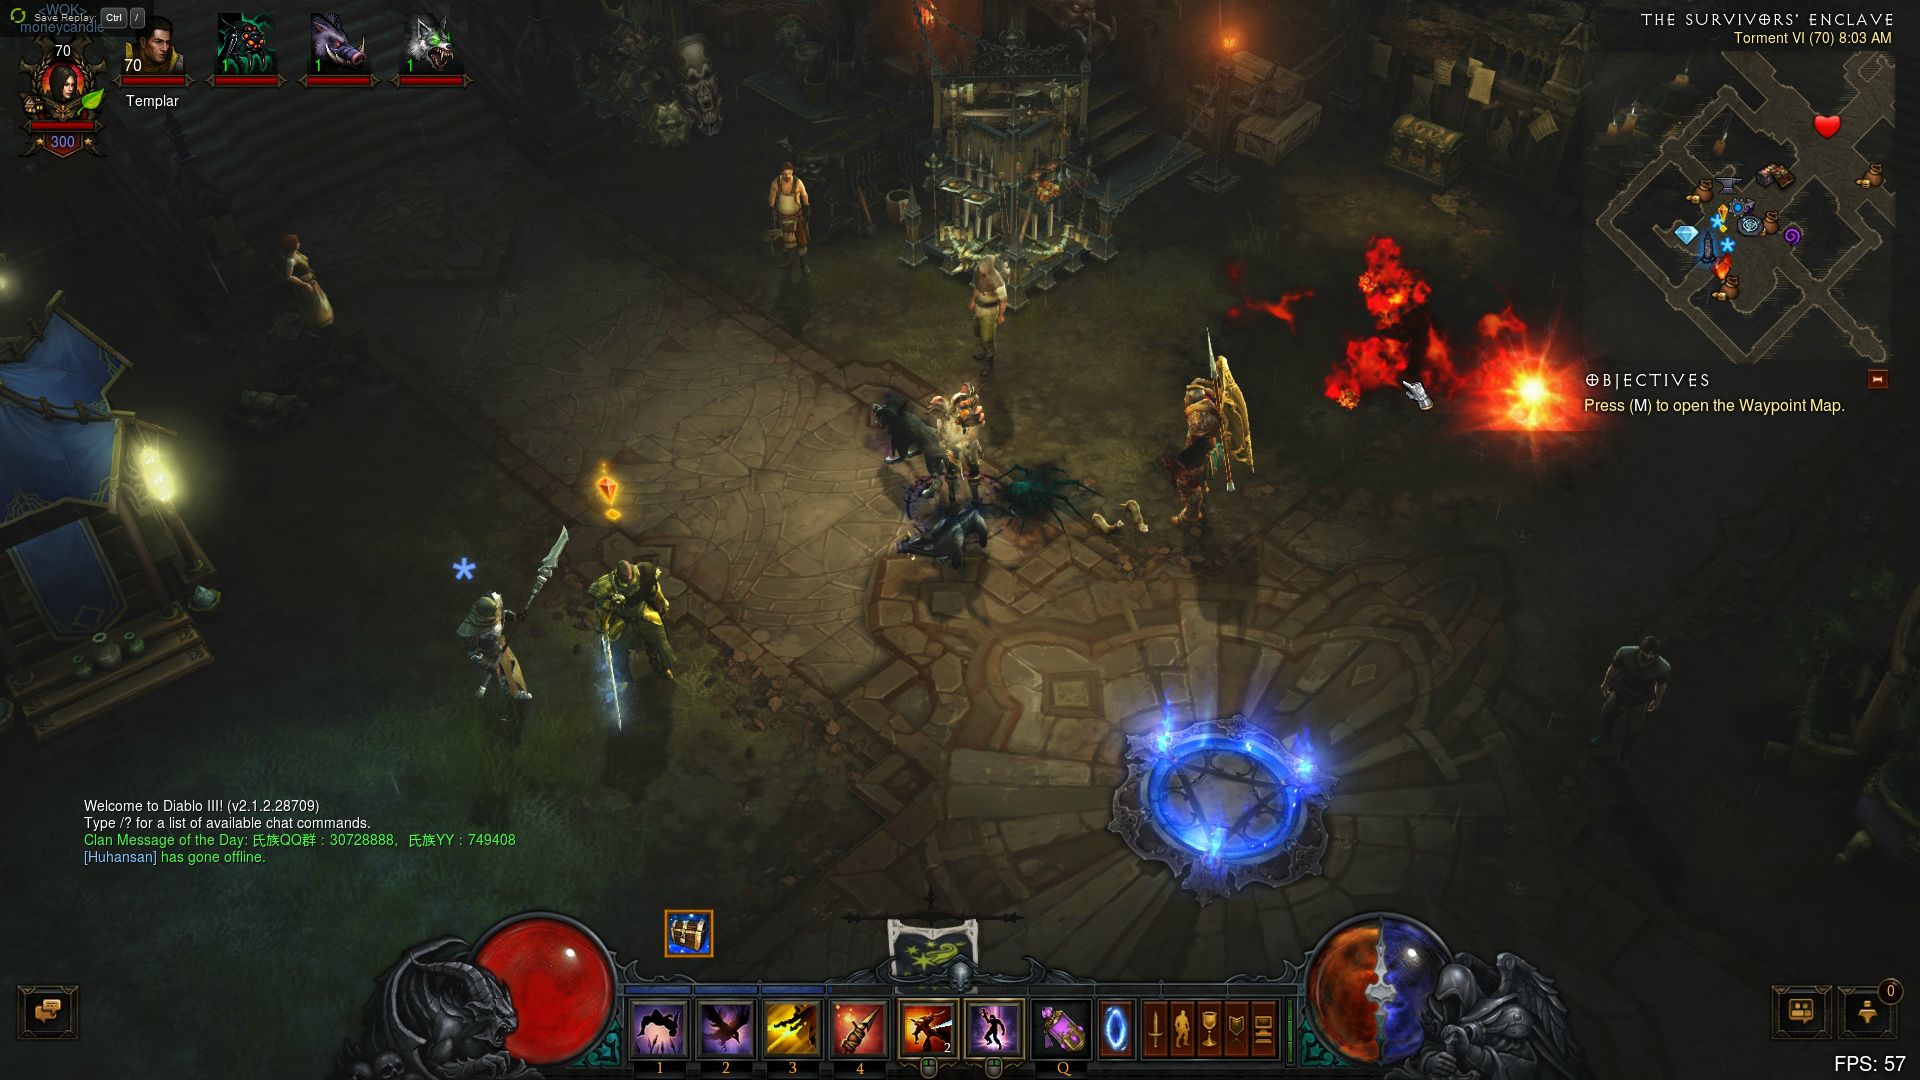 <WOK>
Save Replay: Ctrl /
moneycandle
70
70
1
1
1
Templar
300
THE SURVIVORS' ENCLAVE
Torment VI (70) 8:03 AM
OBJECTIVES
Press (M) to open the Waypoint Map.
Welcome to Diablo III! (v2.1.2.28709)
Type /? for a list of available chat commands.
Clan Message of the Day: 氏族QQ群：30728888，氏族YY：749408
[Huhansan] has gone offline.
2
0
1 2 3 4 Q
FPS: 57